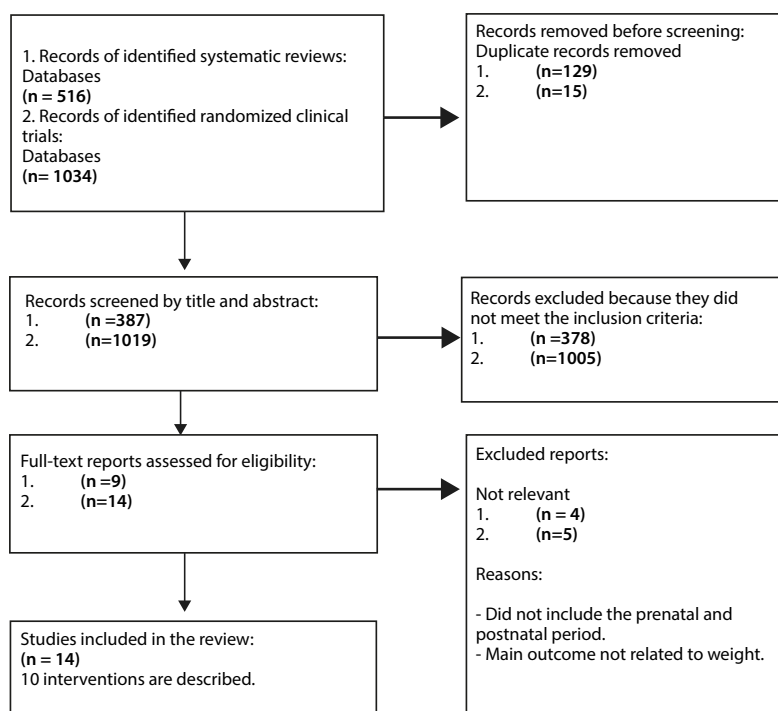 1. Records of identified systematic reviews:
Databases
(n = 516)
2. Records of identified randomized clinical
trials:
Databases
(n= 1034)
Records removed before screening:
Duplicate records removed
1. (n=129)
2. (n=15)
Records screened by title and abstract:
1. (n =387)
2. (n=1019)
Records excluded because they did
not meet the inclusion criteria:
1. (n =378)
2. (n=1005)
Full-text reports assessed for eligibility:
1. (n =9)
2. (n=14)
Excluded reports:
Not relevant
1. (n = 4)
2. (n=5)
Reasons:
- Did not include the prenatal and
postnatal period.
- Main outcome not related to weight.
Studies included in the review:
(n = 14)
10 interventions are described.